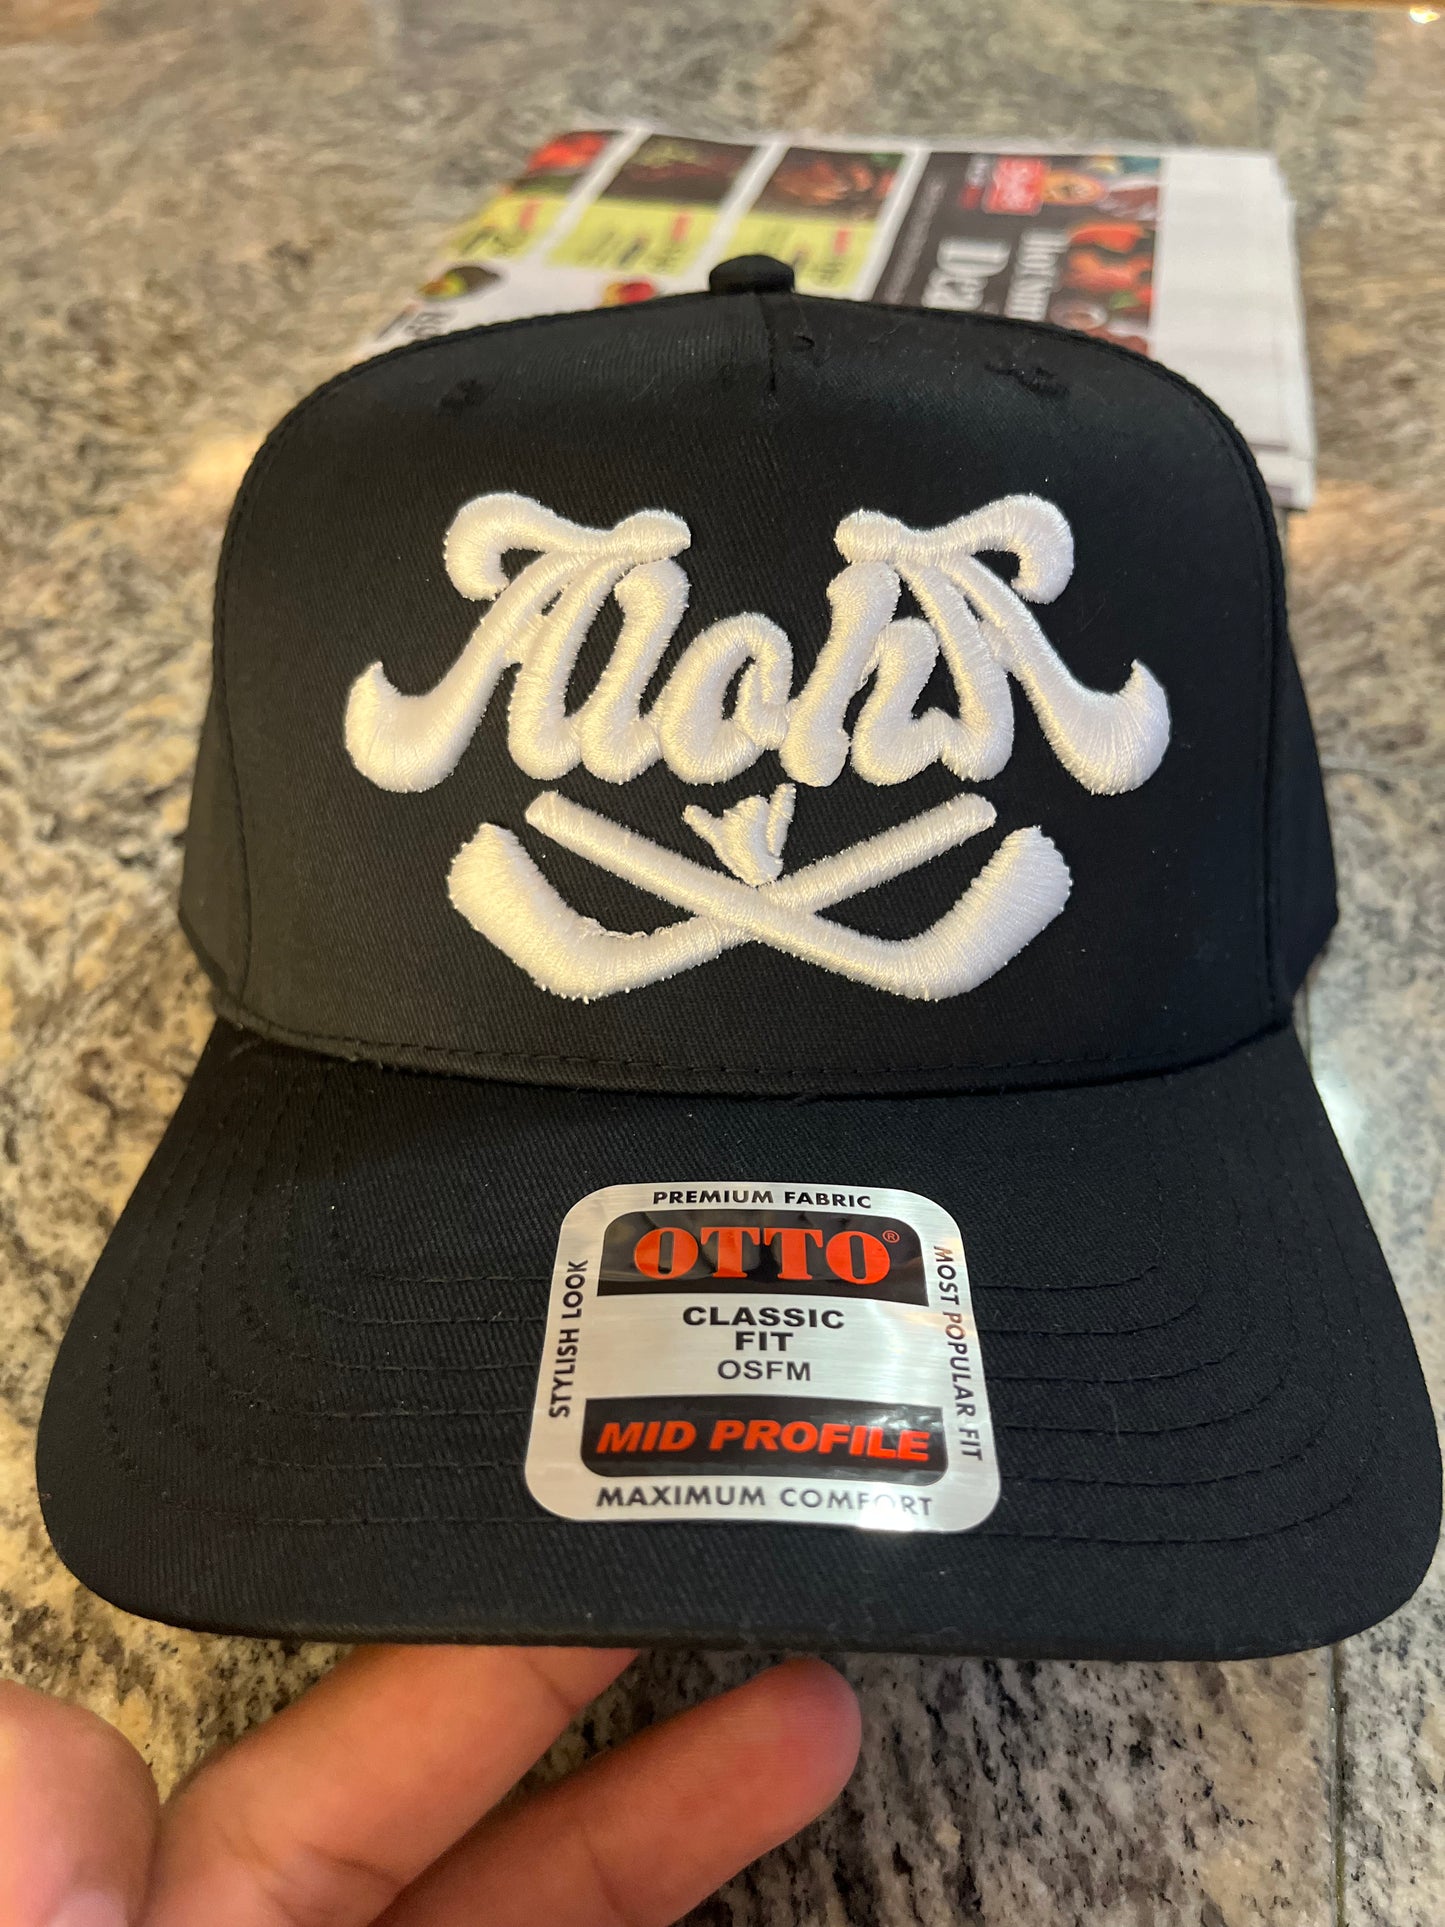 AlohA
PREMIUM FABRIC
OTTO®
STYLISH LOOK
CLASSIC
FIT
OSFM
MOST POPULAR FIT
MID PROFILE
MAXIMUM COMFORT